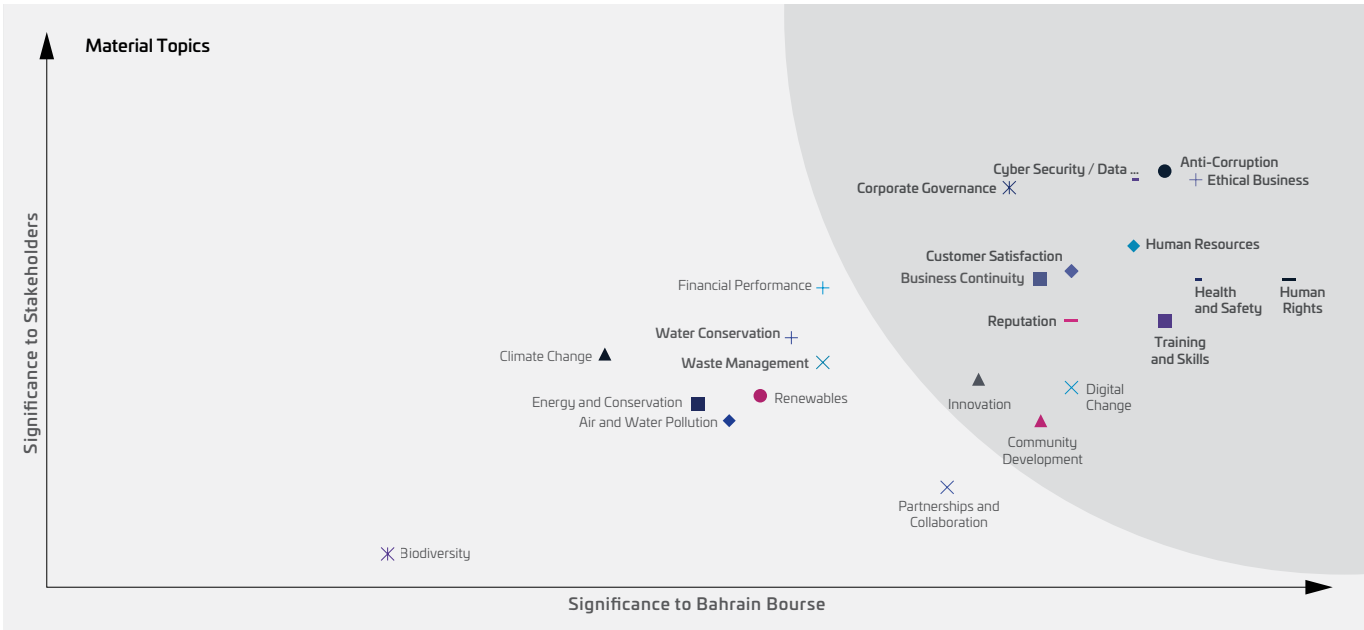 Material Topics
Significance to Stakeholders
Cyber Security / Data ...
Anti-Corruption
Ethical Business
Corporate Governance
Human Resources
Customer Satisfaction
Business Continuity
Financial Performance
Health
and Safety
Human
Rights
Reputation
Water Conservation
Training
and Skills
Climate Change
Waste Management
Digital
Change
Innovation
Energy and Conservation
Renewables
Air and Water Pollution
Community
Development
Partnerships and
Collaboration
Biodiversity
Significance to Bahrain Bourse